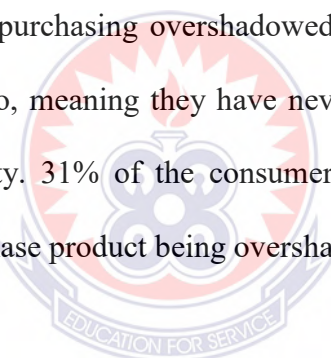 purchasing overshadowed
o, meaning they have nev
ty. 31% of the consumer
ase product being oversha
EDUCATION FOR SERVICE